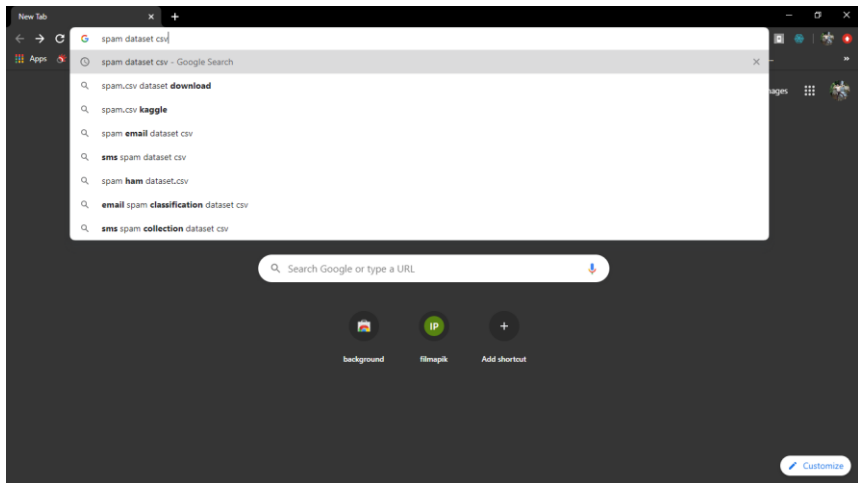 New Tab
spam dataset csv
Apps
spam dataset csv - Google Search
spam.csv dataset download
ages
spam.csv kaggle
spam email dataset csv
sms spam dataset csv
spam ham dataset.csv
email spam classification dataset csv
sms spam collection dataset csv
Search Google or type a URL
IP
background filmapik Add shortcut
Customize